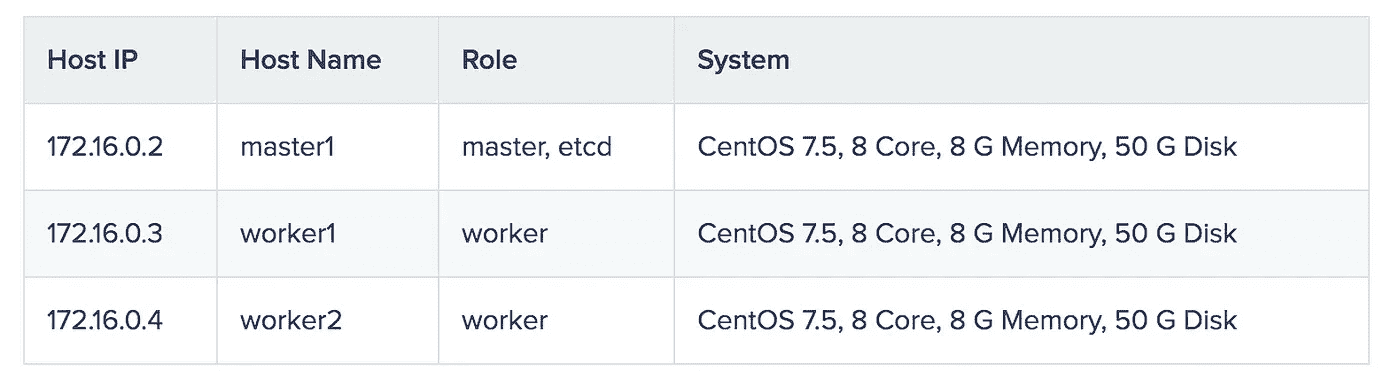 Host IP Host Name Role System
172.16.0.2 master1 master, etcd CentOS 7.5, 8 Core, 8 G Memory, 50 G Disk
172.16.0.3 worker1 worker CentOS 7.5, 8 Core, 8 G Memory, 50 G Disk
172.16.0.4 worker2 worker CentOS 7.5, 8 Core, 8 G Memory, 50 G Disk